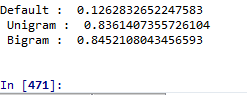 Default :  0.1262832652247583
Unigram :  0.8361407355726104
Bigram :  0.8452108043456593
In [471]: